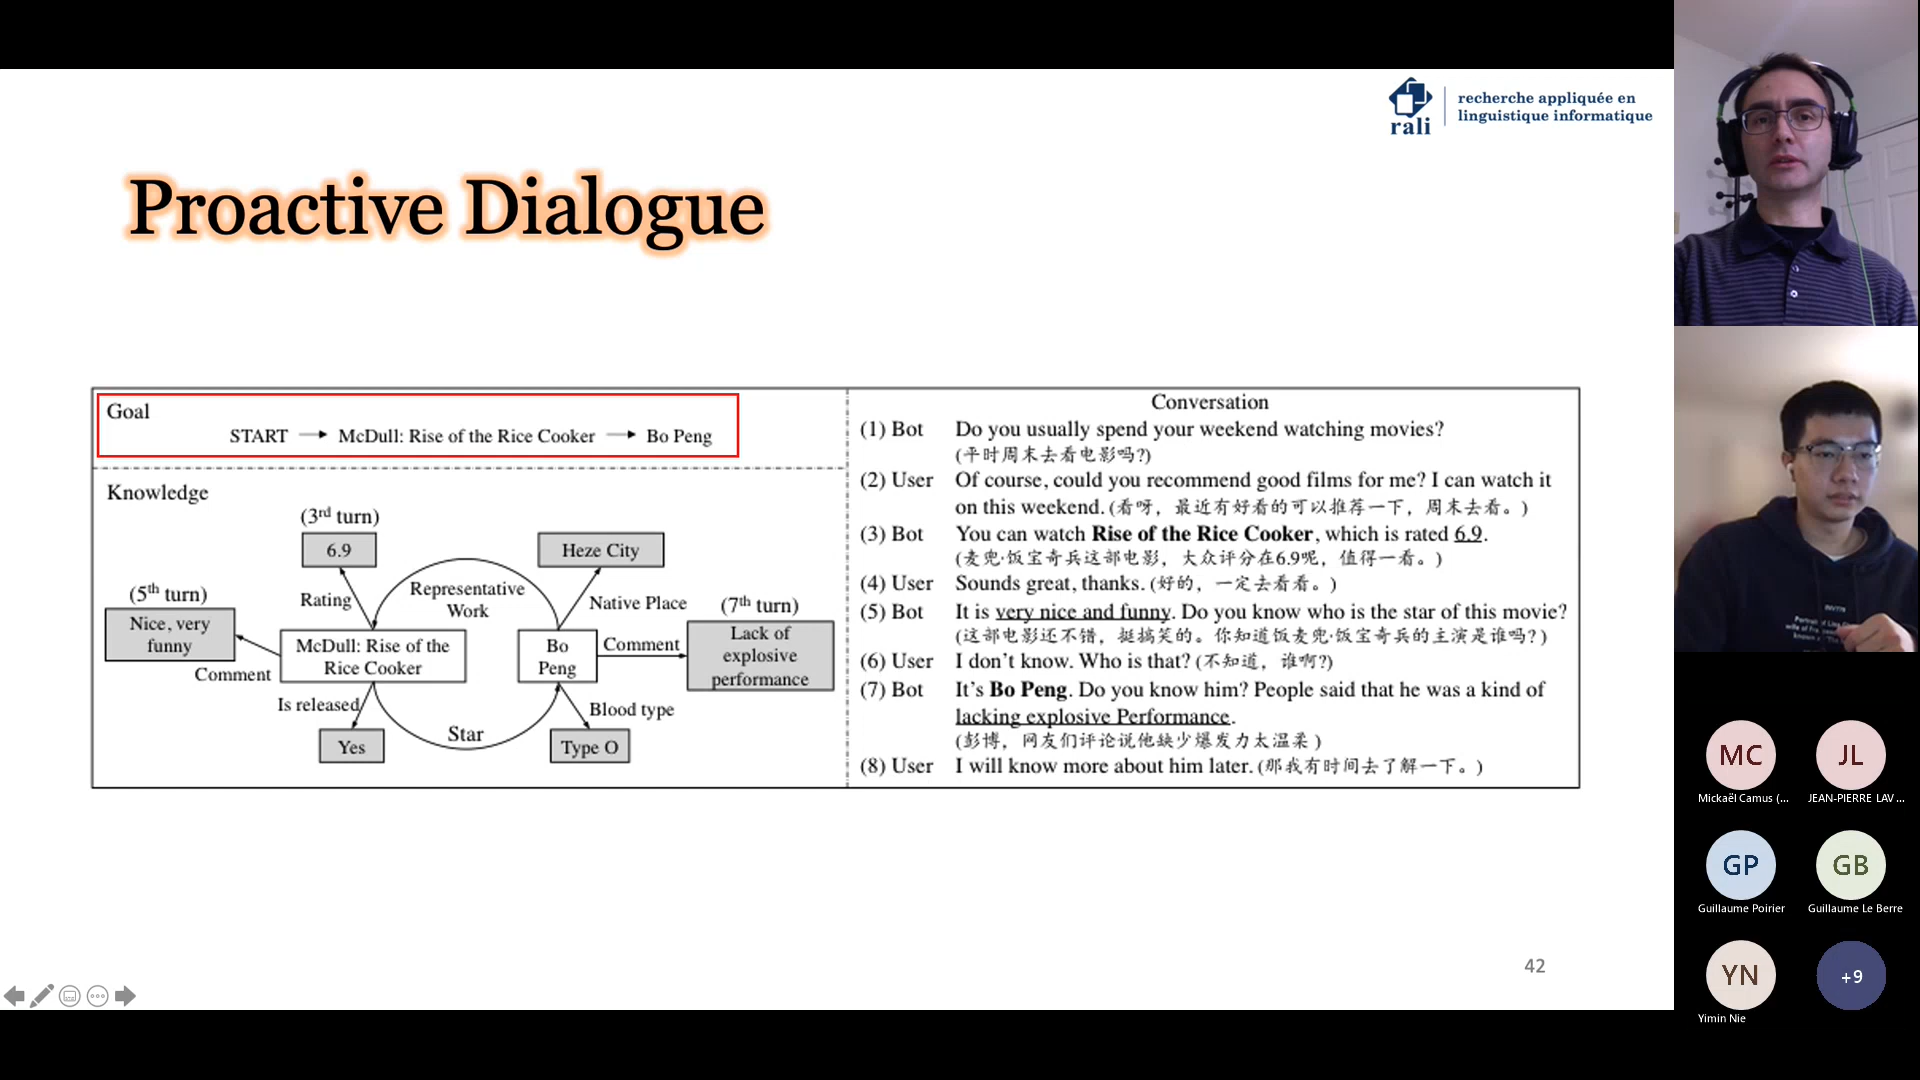 rali
recherche appliquée en
linguistique informatique
Proactive Dialogue
Goal
START McDull: Rise of the Rice Cooker Bo Peng
Knowledge
(3rd turn)
6.9
Heze City
(5th turn)
Nice, very
funny
Rating
Representative
Work
Native Place
(7th turn)
Lack of
explosive
performance
McDull: Rise of the
Rice Cooker
Bo
Peng
Comment
Comment
Is released
Blood type
Star
Yes
Type O
Conversation
(1) Bot Do you usually spend your weekend watching movies?
(平时周末去看电影吗?)
(2) User Of course, could you recommend good films for me? I can watch it
on this weekend. (看呀，最近有好看的可以推荐一下，周末去看。)
(3) Bot You can watch Rise of the Rice Cooker, which is rated 6.9.
(麦兜·饭宝奇兵这部电影，大众评分在6.9呢，值得一看。)
(4) User Sounds great, thanks. (好的，一定去看看。)
(5) Bot It is very nice and funny. Do you know who is the star of this movie?
(这部电影还不错，挺搞笑的。你知道饭麦兜·饭宝奇兵的主演是谁吗?)
(6) User I don't know. Who is that? (不知道，谁啊?)
(7) Bot It's Bo Peng. Do you know him? People said that he was a kind of
lacking explosive Performance.
(彭博，网友们评论说他缺少爆发力太温柔)
(8) User I will know more about him later. (那我有时间去了解一下。)
42
MC
Mickaël Camus (...
JL
JEAN-PIERRE LAV...
GP
Guillaume Poirier
GB
Guillaume Le Berre
YN
Yimin Nie
+9